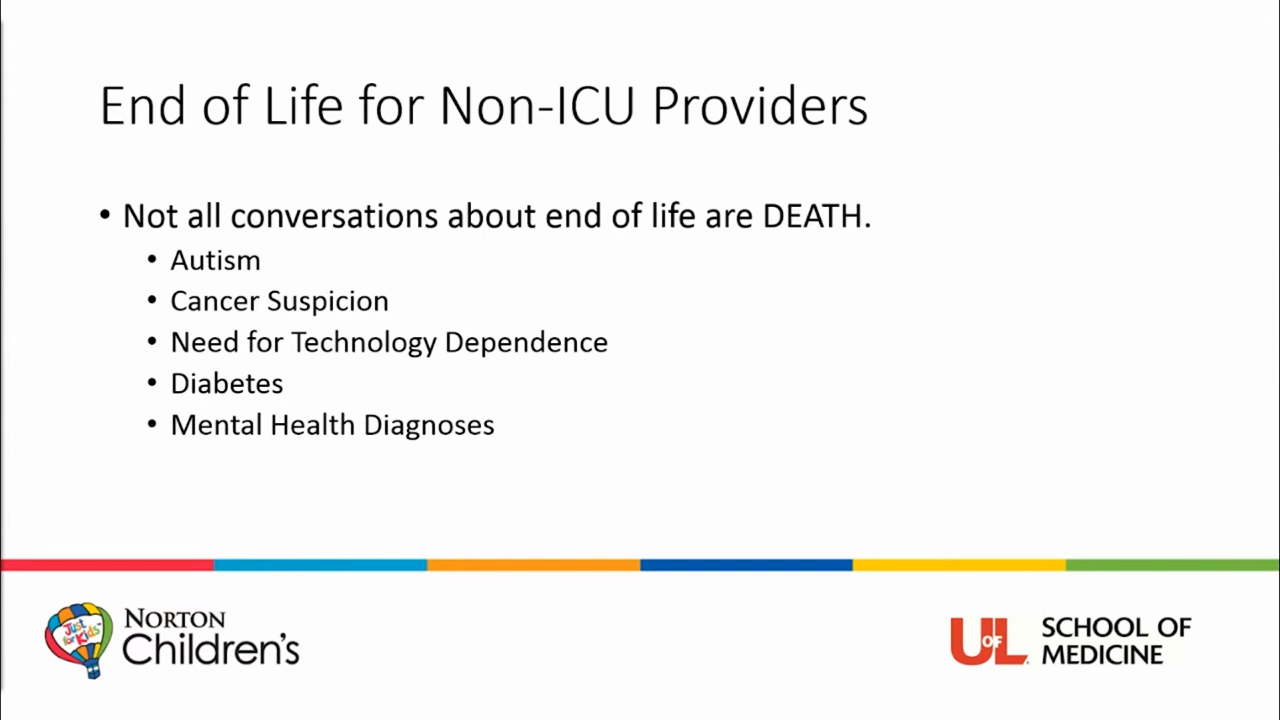 End of Life for Non-ICU Providers
• Not all conversations about end of life are DEATH.
• Autism
• Cancer Suspicion
• Need for Technology Dependence
• Diabetes
• Mental Health Diagnoses
Just
for Kids
NORTON
Children's
UofL
SCHOOL OF
MEDICINE